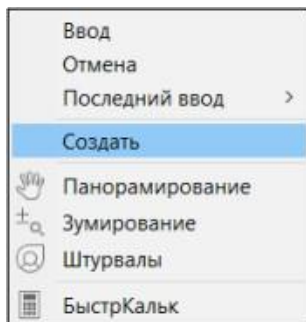 Ввод
Отмена
Последний ввод
Создать
Панорамирование
Зумирование
Штурвалы
БыстрКальк